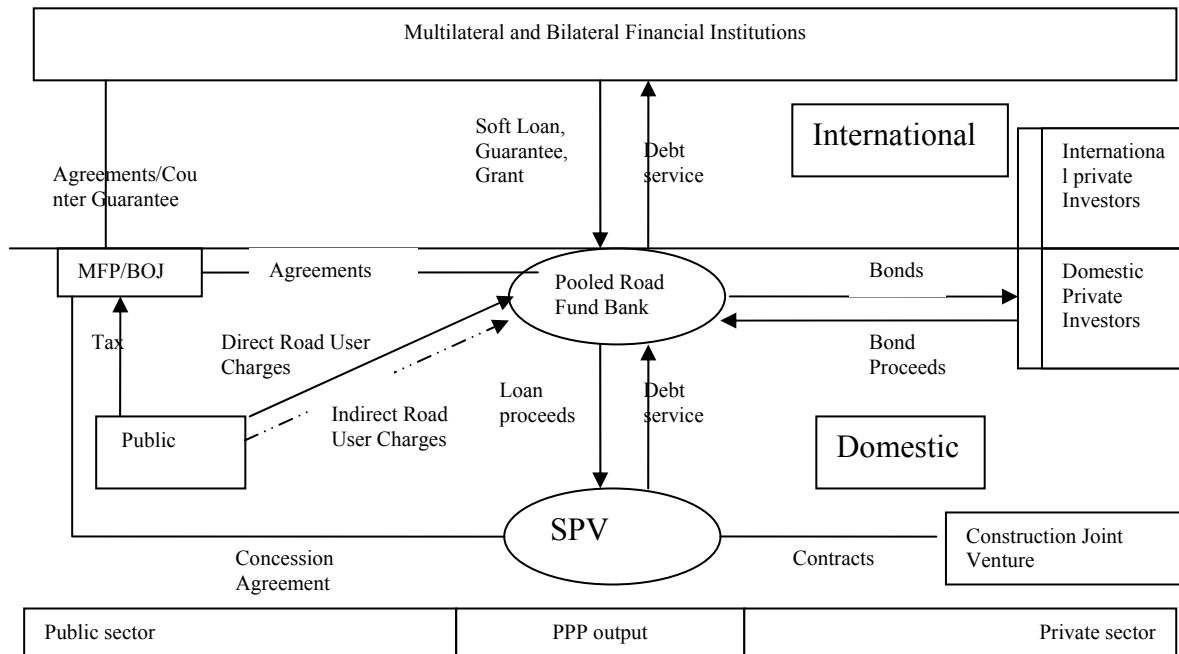 Multilateral and Bilateral Financial Institutions
Soft Loan,
Guarantee,
Grant
Debt
service
International
Internationa
l private
Investors
Agreements/Cou
nter Guarantee
MFP/BOJ
Agreements
Pooled Road
Fund Bank
Bonds
Domestic
Private
Investors
Tax
Direct Road User
Charges
Bond
Proceeds
Loan
proceeds
Debt
service
Indirect Road
User Charges
Public
Domestic
SPV
Concession
Agreement
Contracts
Construction Joint
Venture
Public sector
PPP output
Private sector